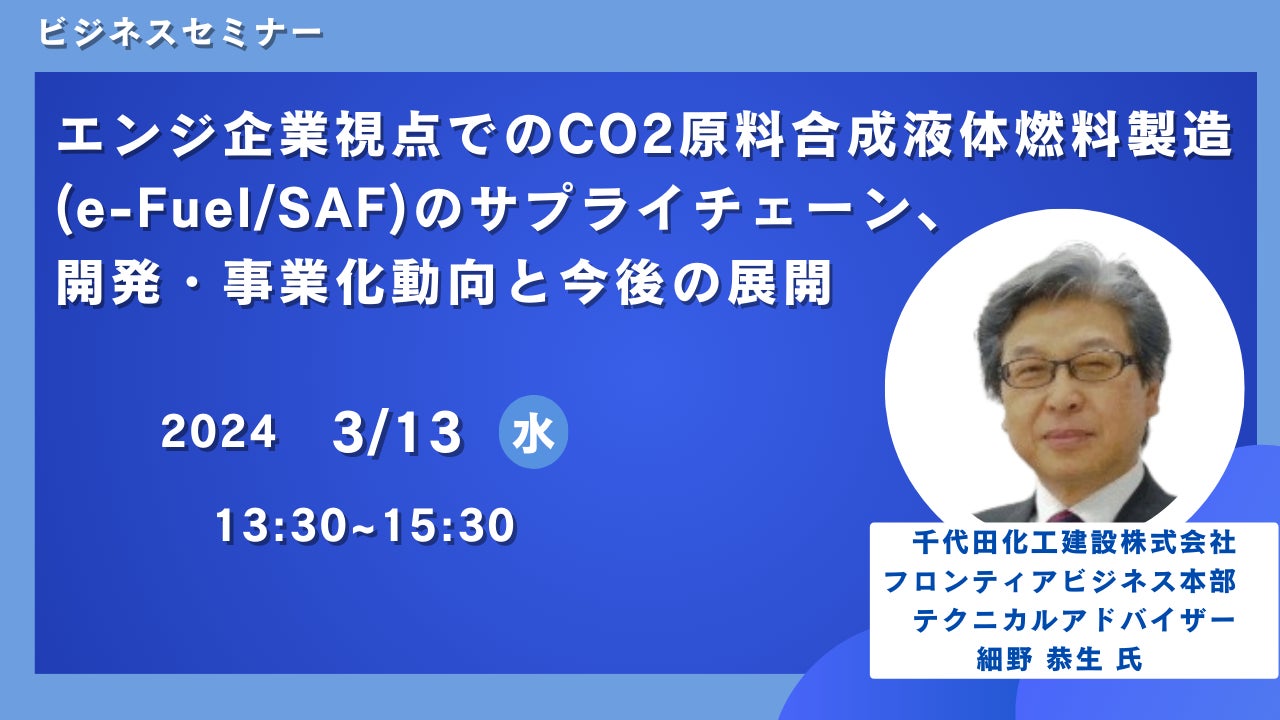 ビジネスセミナー
エンジ企業視点でのCO2原料合成液体燃料製造
(e-Fuel/SAF)のサプライチェーン、
開発・事業化動向と今後の展開
2024 3/13 水
13:30~15:30
千代田化工建設株式会社
フロンティアビジネス本部
テクニカルアドバイザー
細野 恭生 氏